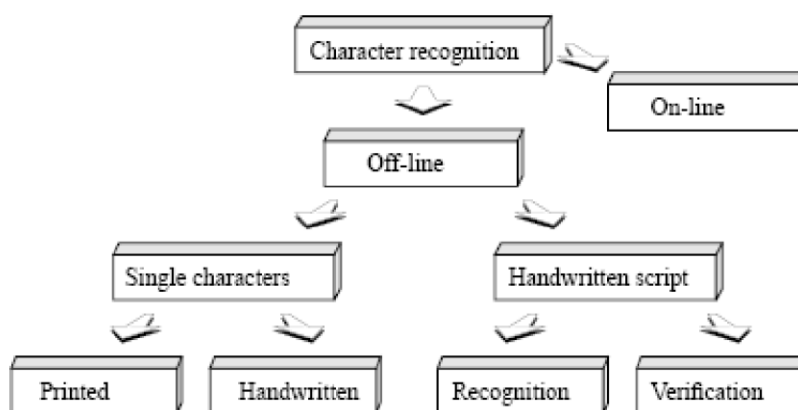 Character recognition
On-line
Off-line
Single characters
Handwritten script
Printed
Handwritten
Recognition
Verification